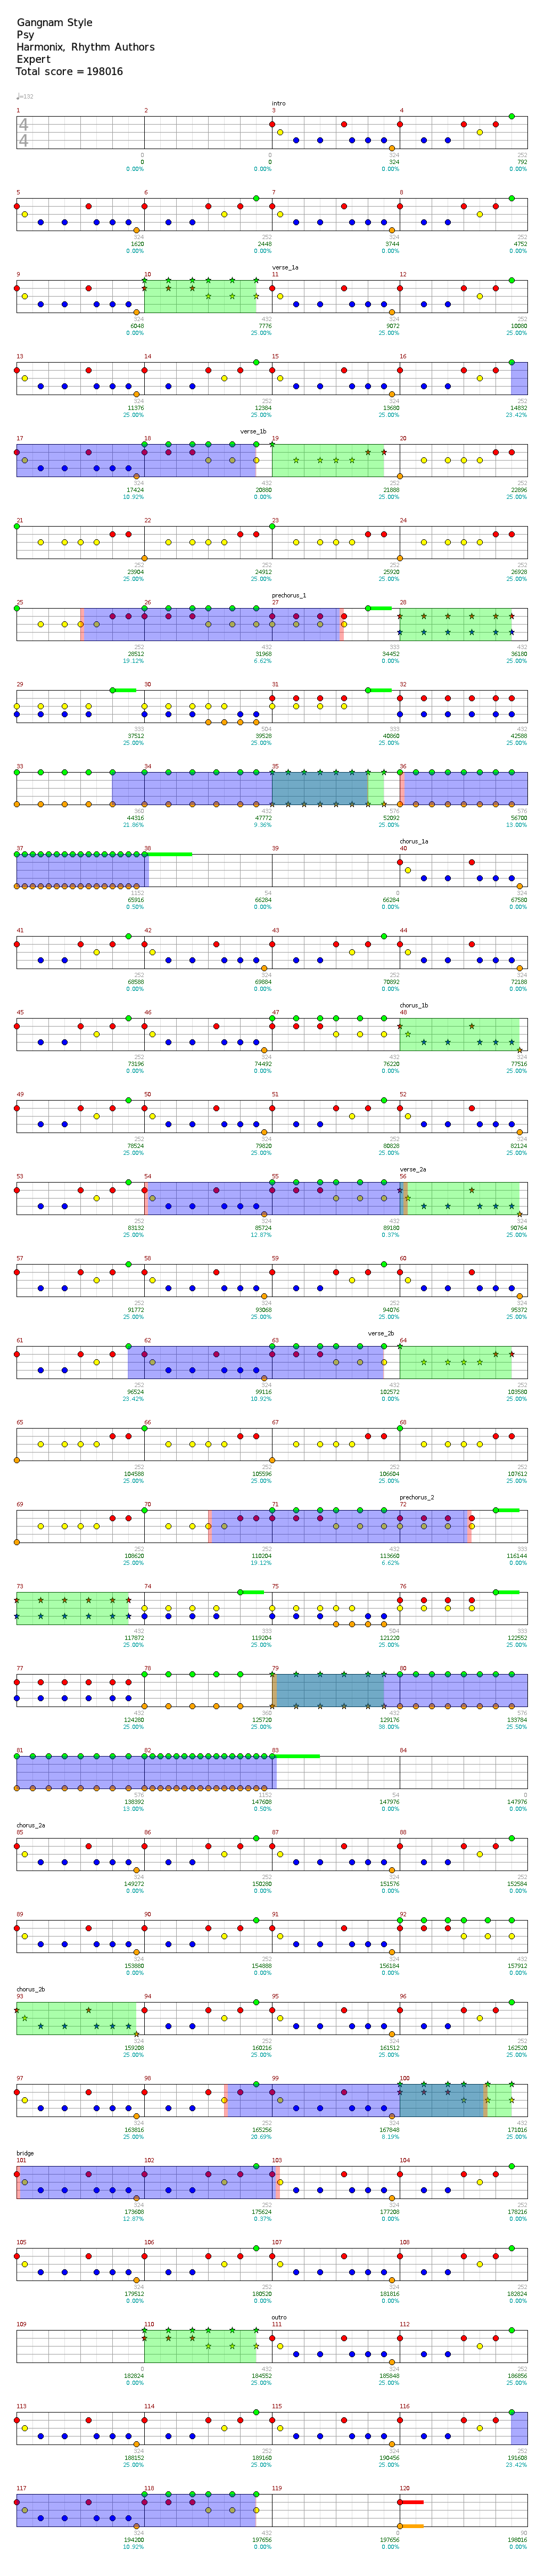 Gangnam Style
Psy
Harmonix, Rhythm Authors
Expert
Total score = 198016
♩=132
intro
1 2 3 4
4
4
0 0 324 252
0 0 324 792
0.00% 0.00% 0.00% 0.00%
5 6 7 8
324 252 324 252
1620 2448 3744 4752
0.00% 0.00% 0.00% 0.00%
verse_1a
9 10 11 12
324 432 324 252
6048 7776 9072 10080
0.00% 25.00% 25.00% 25.00%
13 14 15 16
324 252 324 252
11376 12384 13680 14832
25.00% 25.00% 25.00% 23.42%
verse_1b
17 18 19 20
324 432 252 252
17424 20880 21888 22896
10.92% 0.00% 25.00% 25.00%
21 22 23 24
252 252 252 252
23904 24912 25920 26928
25.00% 25.00% 25.00% 25.00%
prechorus_1
25 26 27 28
252 432 333 432
28512 31968 34452 36180
19.12% 6.62% 0.00% 25.00%
29 30 31 32
333 504 333 432
37512 39528 40860 42588
25.00% 25.00% 25.00% 25.00%
33 34 35 36
360 432 576 576
44316 47772 52092 56700
21.86% 9.36% 25.00% 13.00%
chorus_1a
37 38 39 40
1152 54 0 324
65916 66284 66284 67580
0.50% 0.00% 0.00% 0.00%
41 42 43 44
252 324 252 324
68588 69884 70892 72188
0.00% 0.00% 0.00% 0.00%
chorus_1b
45 46 47 48
252 324 432 324
73196 74492 76220 77516
0.00% 0.00% 0.00% 25.00%
49 50 51 52
252 324 252 324
78524 79820 80828 82124
25.00% 25.00% 25.00% 25.00%
verse_2a
53 54 55 56
252 324 432 324
83132 85724 89180 90764
25.00% 12.87% 0.37% 25.00%
57 58 59 60
252 324 252 324
91772 93068 94076 95372
25.00% 25.00% 25.00% 25.00%
verse_2b
61 62 63 64
252 324 432 252
96524 99116 102572 103580
23.42% 10.92% 0.00% 25.00%
65 66 67 68
252 252 252 252
104588 105596 106604 107612
25.00% 25.00% 25.00% 25.00%
prechorus_2
69 70 71 72
252 252 432 333
108620 110204 113660 116144
25.00% 19.12% 6.62% 0.00%
73 74 75 76
432 333 504 333
117872 119204 121220 122552
25.00% 25.00% 25.00% 25.00%
77 78 79 80
432 360 432 576
124280 125720 129176 133784
25.00% 25.00% 38.00% 25.50%
81 82 83 84
576 1152 54 0
138392 147608 147976 147976
13.00% 0.50% 0.00% 0.00%
chorus_2a
85 86 87 88
324 252 324 252
149272 150280 151576 152584
0.00% 0.00% 0.00% 0.00%
89 90 91 92
324 252 324 432
153880 154888 156184 157912
0.00% 0.00% 0.00% 0.00%
chorus_2b
93 94 95 96
324 252 324 252
159208 160216 161512 162520
25.00% 25.00% 25.00% 25.00%
97 98 99 100
324 252 324 432
163816 165256 167848 171016
25.00% 20.69% 8.19% 25.00%
bridge
101 102 103 104
324 252 324 252
173608 175624 177208 178216
12.87% 0.37% 0.00% 0.00%
105 106 107 108
324 252 324 252
179512 180520 181816 182824
0.00% 0.00% 0.00% 0.00%
outro
109 110 111 112
0 432 324 252
182824 184552 185848 186856
0.00% 25.00% 25.00% 25.00%
113 114 115 116
324 252 324 252
188152 189160 190456 191608
25.00% 25.00% 25.00% 23.42%
117 118 119 120
324 432 0 90
194200 197656 197656 198016
10.92% 0.00% 0.00% 0.00%